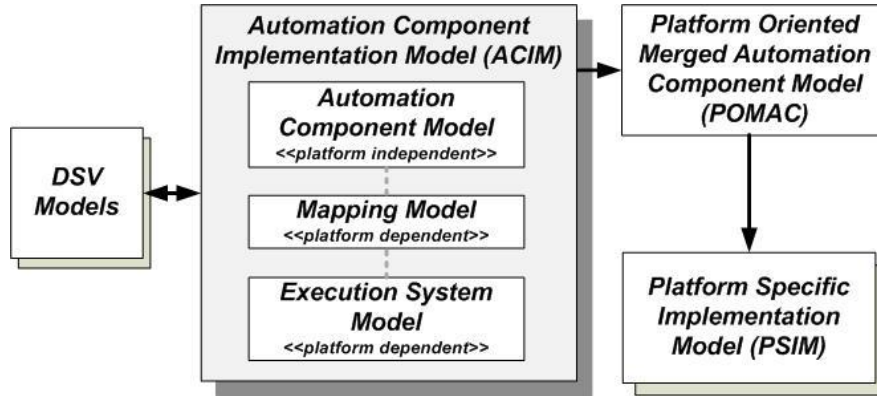 DSV
Models
Automation Component
Implementation Model (ACIM)
Automation
Component Model
<<platform independent>>
Mapping Model
<<platform dependent>>
Execution System
Model
<<platform dependent>>
Platform Oriented
Merged Automation
Component Model
(POMAC)
Platform Specific
Implementation
Model (PSIM)